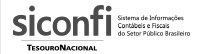 siconfi
Sistema de Informações
Contábeis e Fiscais
do Setor Público Brasileiro
TESOURONACIONAL